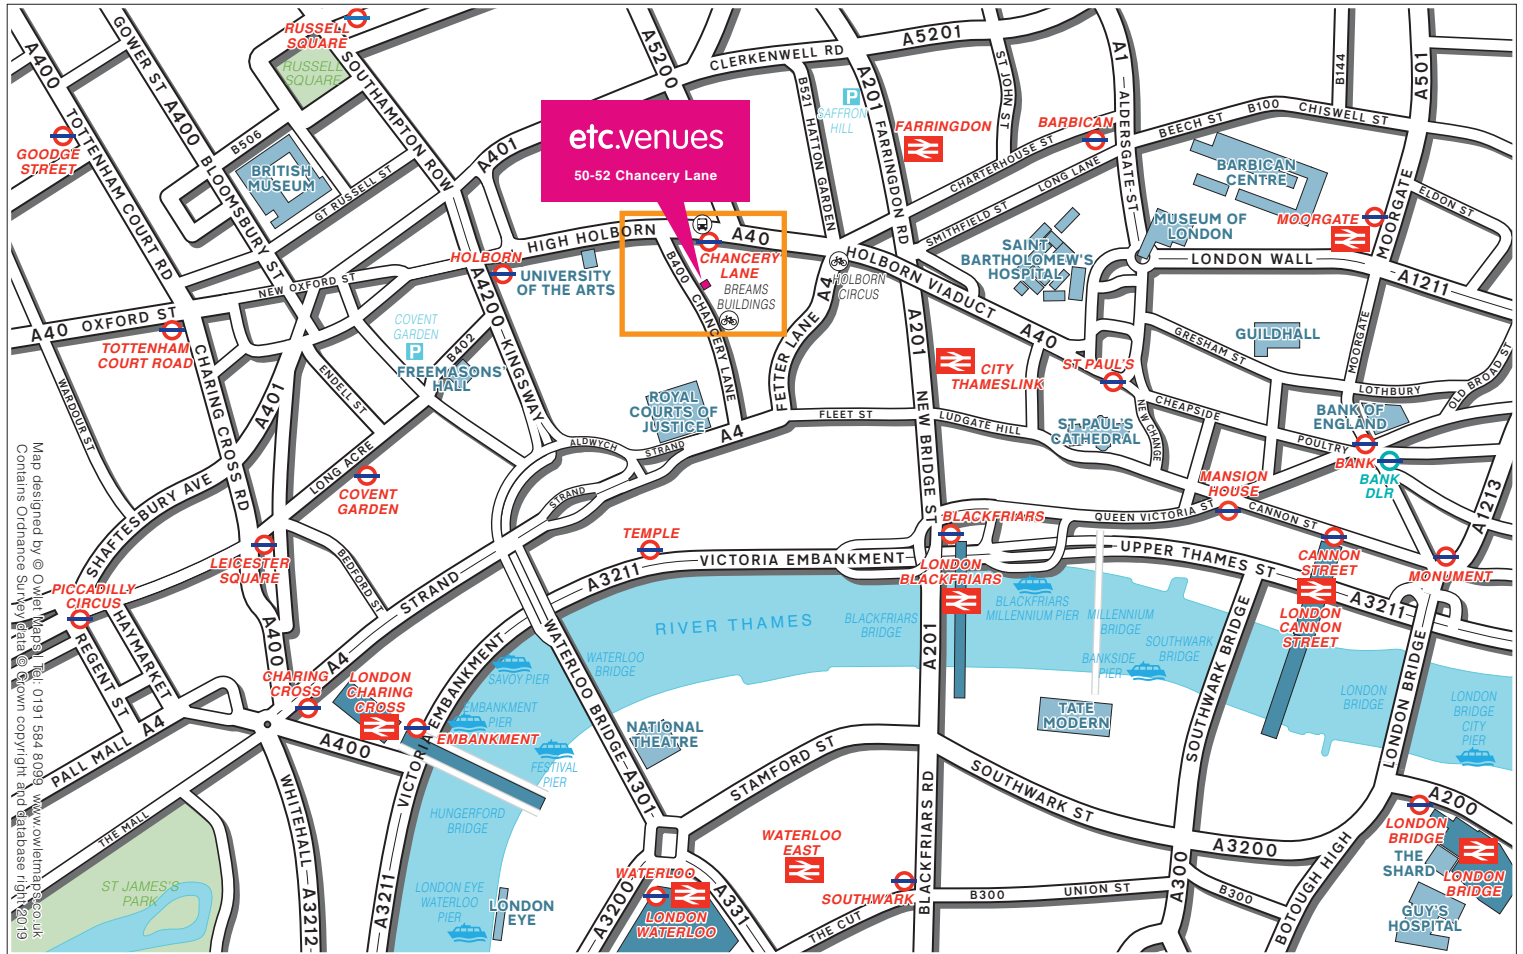 RUSSELL
SQUARE
RUSSELL
SQUARE
A400
GOWER ST
A400
SOUTHAMPTON ROW
A5200
CLERKENWELL RD
A5201
A201
ST JOHN ST
A1
B144
A501
TOTTENHAM COURT RD
GOODGE
STREET
B506
BRITISH
MUSEUM
GT RUSSELL ST
BLOOMSBURY ST
A401
etc.venues
50-52 Chancery Lane
B521
HATTON GARDEN
P
SAFFRON
HILL
FARRINGDON
FARRINGDON RD
BARBICAN
CHARTERHOUSE ST
LONG LANE
SMITHFIELD ST
ALDERSGATE ST
BEECH ST
B100
CHISWELL ST
BARBICAN
CENTRE
MOORGATE
MOORGATE
ELDON ST
MUSEUM OF
LONDON
SAINT
BARTHOLOMEW'S
HOSPITAL
LONDON WALL
A1211
HIGH HOLBORN
A40
HOLBORN
UNIVERSITY
OF THE ARTS
CHANCERY
LANE
BREAMS
BUILDINGS
B400
CHANCERY LANE
HOLBORN
CIRCUS
HOLBORN VIADUCT
A40
A4
FETTER LANE
NEW OXFORD ST
A40
OXFORD ST
TOTTENHAM
COURT ROAD
COVENT
GARDEN
P
B402
FREEMASONS'
HALL
A4200
KINGSWAY
A201
CITY
THAMESLINK
ST PAUL'S
GRESHAM ST
GUILDHALL
MOORGATE
LOTHBURY
OLD BROAD ST
WARDOUR ST
CHARING CROSS RD
A401
ENDELL ST
ROYAL
COURTS OF
JUSTICE
FLEET ST
LUDGATE HILL
NEW BRIDGE ST
ST PAUL'S
CATHEDRAL
NEW CHANGE
CHEAPSIDE
BANK OF
ENGLAND
POULTRY
BANK
BANK
DLR
A4
STRAND
ALDWYCH
STRAND
LONG ACRE
COVENT
GARDEN
SHAFTESBURY AVE
MANSION
HOUSE
QUEEN VICTORIA ST
CANNON ST
A1213
TEMPLE
BLACKFRIARS
VICTORIA EMBANKMENT
A3211
LONDON
BLACKFRIARS
UPPER THAMES ST
CANNON
STREET
MONUMENT
A3211
LEICESTER
SQUARE
BEDFORD ST
STRAND
PICCADILLY
CIRCUS
HAYMARKET
REGENT ST
A400
A4
RIVER THAMES
BLACKFRIARS
BRIDGE
BLACKFRIARS
MILLENNIUM PIER
MILLENNIUM
BRIDGE
SOUTHWARK
BRIDGE
BANKSIDE
PIER
SOUTHWARK BRIDGE
LONDON
CANNON
STREET
LONDON BRIDGE
LONDON
BRIDGE
LONDON
BRIDGE
CITY
PIER
WATERLOO
BRIDGE
WATERLOO BRIDGE
A301
SAVOY PIER
EMBANKMENT
PIER
FESTIVAL
PIER
CHARING
CROSS
LONDON
CHARING
CROSS
EMBANKMENT
VICTORIA EMBANKMENT
A400
A4
PALL MALL
THE MALL
WHITEHALL
A3212
A3211
HUNGERFORD
BRIDGE
NATIONAL
THEATRE
TATE
MODERN
A201
STAMFORD ST
SOUTHWARK ST
BLACKFRIARS RD
A3200
A200
LONDON
BRIDGE
THE
SHARD
LONDON
BRIDGE
GUY'S
HOSPITAL
BOTOUGH HIGH
B300
UNION ST
A300
B300
WATERLOO
EAST
SOUTHWARK
THE CUT
WATERLOO
LONDON
WATERLOO
A3200
A331
LONDON EYE
WATERLOO
PIER
LONDON
EYE
ST JAMES'S
PARK
Map designed by © Owlet Maps | Tel: 0191 584 8099 www.owletmaps.co.uk
Contains Ordnance Survey data © Crown copyright and database right 2019